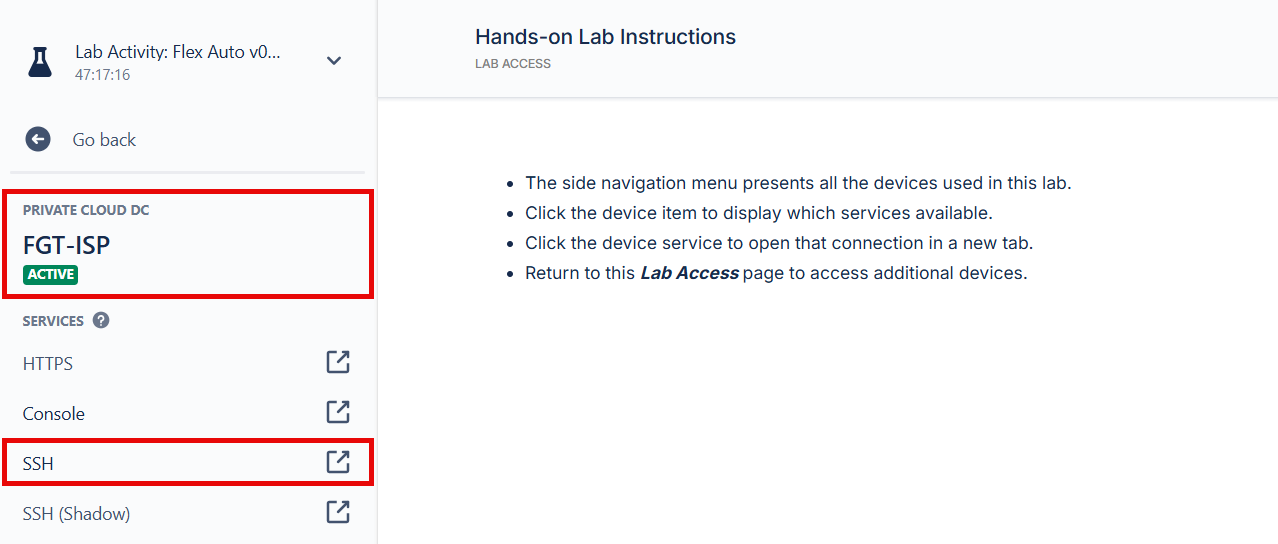 Lab Activity: Flex Auto v0...
47:17:16
Go back
PRIVATE CLOUD DC
FGT-ISP
ACTIVE
SERVICES ?
HTTPS
Console
SSH
SSH (Shadow)
Hands-on Lab Instructions
LAB ACCESS
• The side navigation menu presents all the devices used in this lab.
• Click the device item to display which services available.
• Click the device service to open that connection in a new tab.
• Return to this Lab Access page to access additional devices.